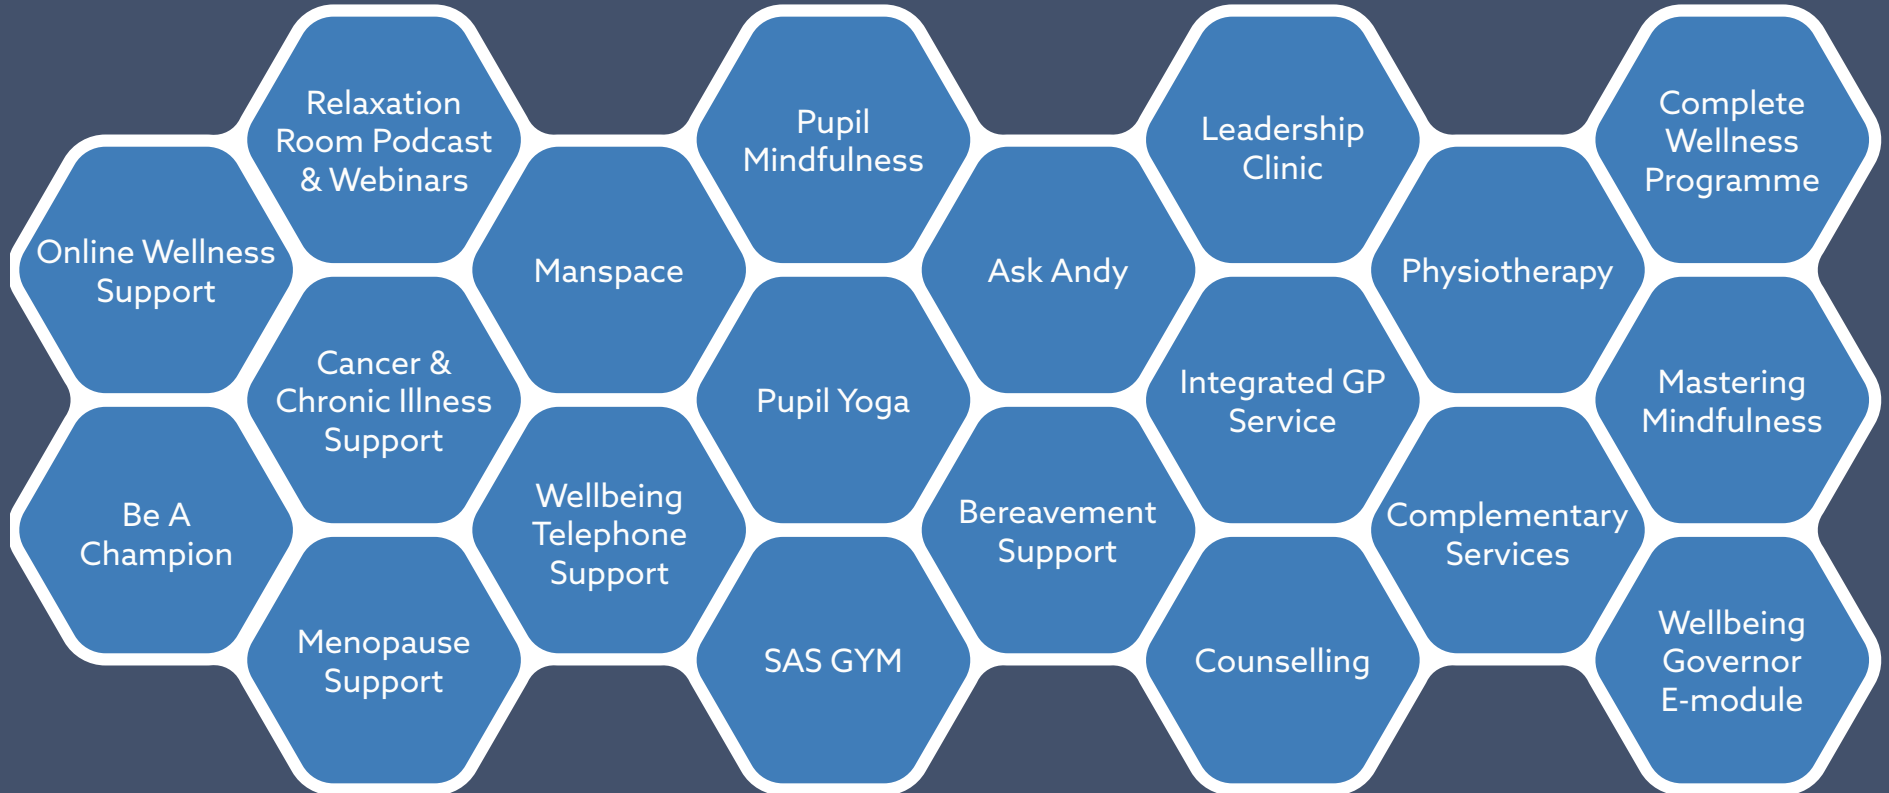 Relaxation
Room Podcast
& Webinars
Pupil
Mindfulness
Leadership
Clinic
Complete
Wellness
Programme
Online Wellness
Support
Manspace
Ask Andy
Physiotherapy
Cancer &
Chronic Illness
Support
Pupil Yoga
Integrated GP
Service
Mastering
Mindfulness
Be A
Champion
Wellbeing
Telephone
Support
Bereavement
Support
Complementary
Services
Menopause
Support
SAS GYM
Counselling
Wellbeing
Governor
E-module